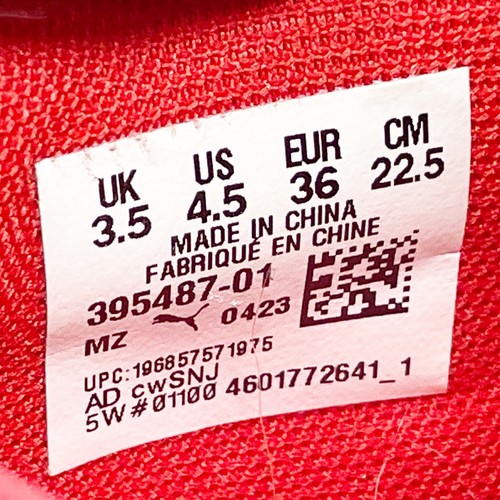 UK US EUR CM
3.5 4.5 36 22.5
MADE IN CHINA
FABRIQUÉ EN CHINE
395487-01
MZ 0423
UPC:196857571975
AD cwSNJ
5W#01100 4601772641_1